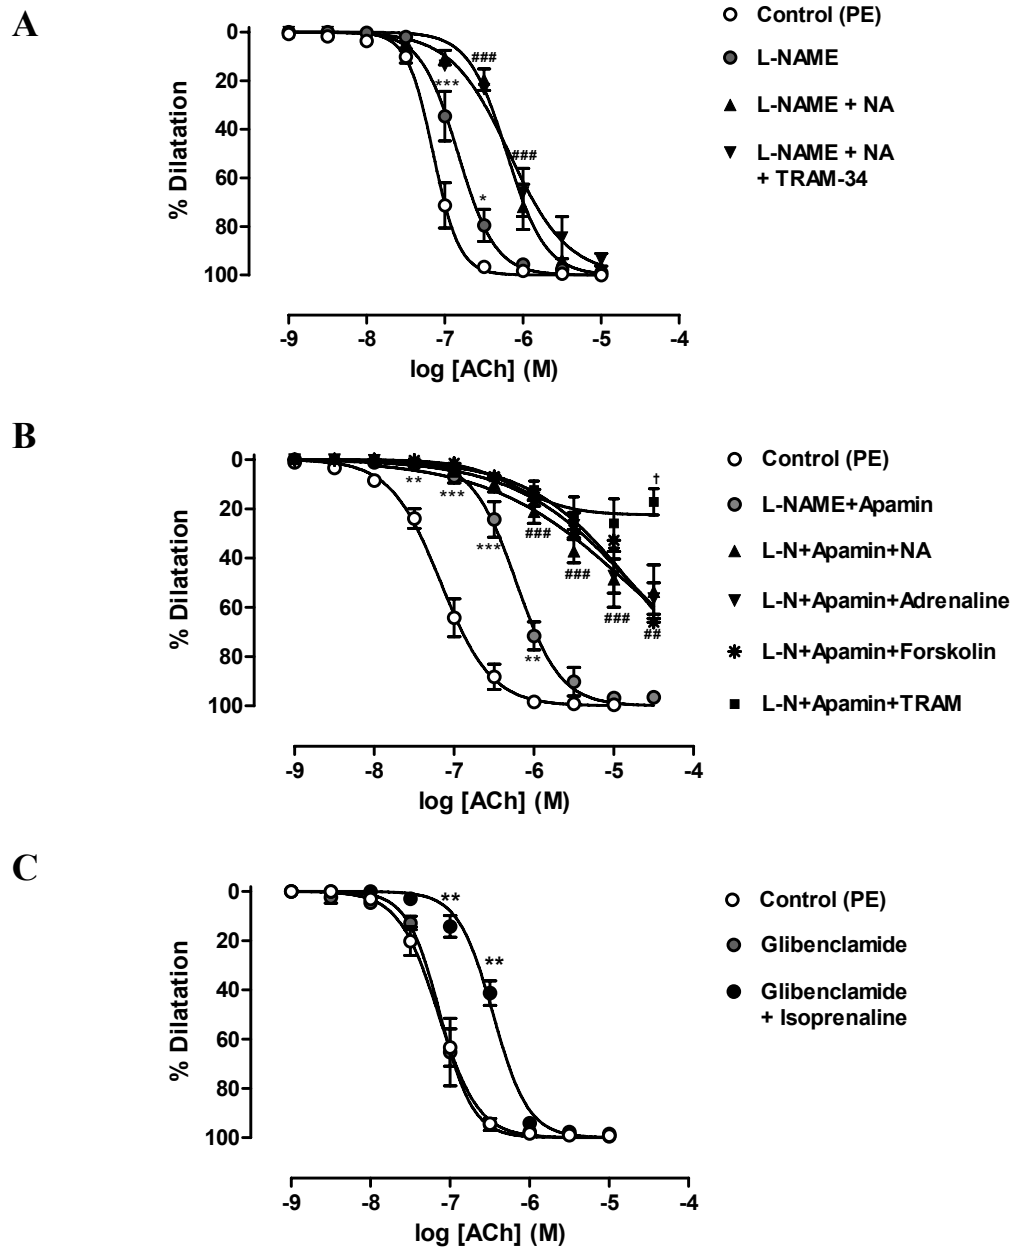 A
0
20
40
60
80
100
% Dilatation
###
***
###
*
-9
-8
-7
-6
-5
-4
log [ACh] (M)
Control (PE)
L-NAME
L-NAME + NA
L-NAME + NA
+ TRAM-34
B
0
20
40
60
80
100
% Dilatation
**
***
***
**
###
###
###
##
†
-9
-8
-7
-6
-5
-4
log [ACh] (M)
Control (PE)
L-NAME+Apamin
L-N+Apamin+NA
L-N+Apamin+Adrenaline
L-N+Apamin+Forskolin
L-N+Apamin+TRAM
C
0
20
40
60
80
100
% Dilatation
**
**
-9
-8
-7
-6
-5
-4
log [ACh] (M)
Control (PE)
Glibenclamide
Glibenclamide
+ Isoprenaline